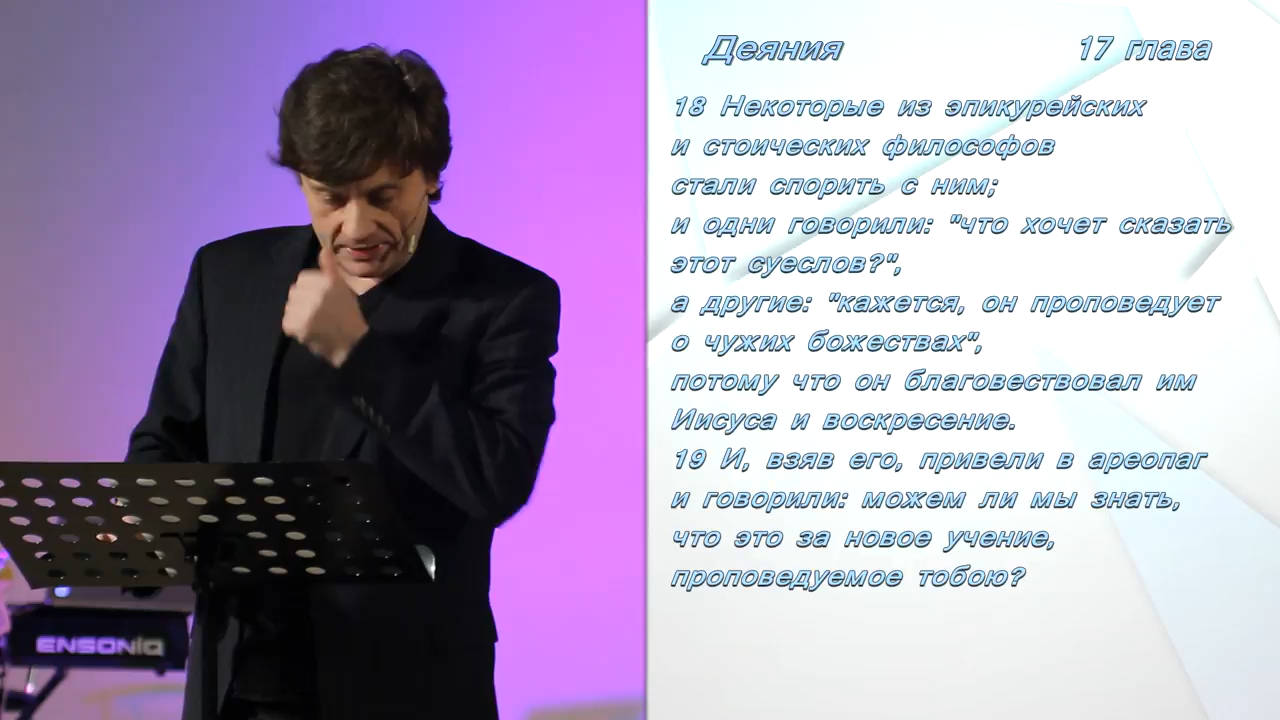 Деяния 17 глава
18 Некоторые из эпикурейских
и стоических философов
стали спорить с ним;
и одни говорили: "что хочет сказать
этот суеслов?",
а другие: "кажется, он проповедует
о чужих божествах",
потому что он благовествовал им
Иисуса и воскресение.
19 И, взяв его, привели в ареопаг
и говорили: можем ли мы знать,
что это за новое учение,
проповедуемое тобою?
ENSONIQ